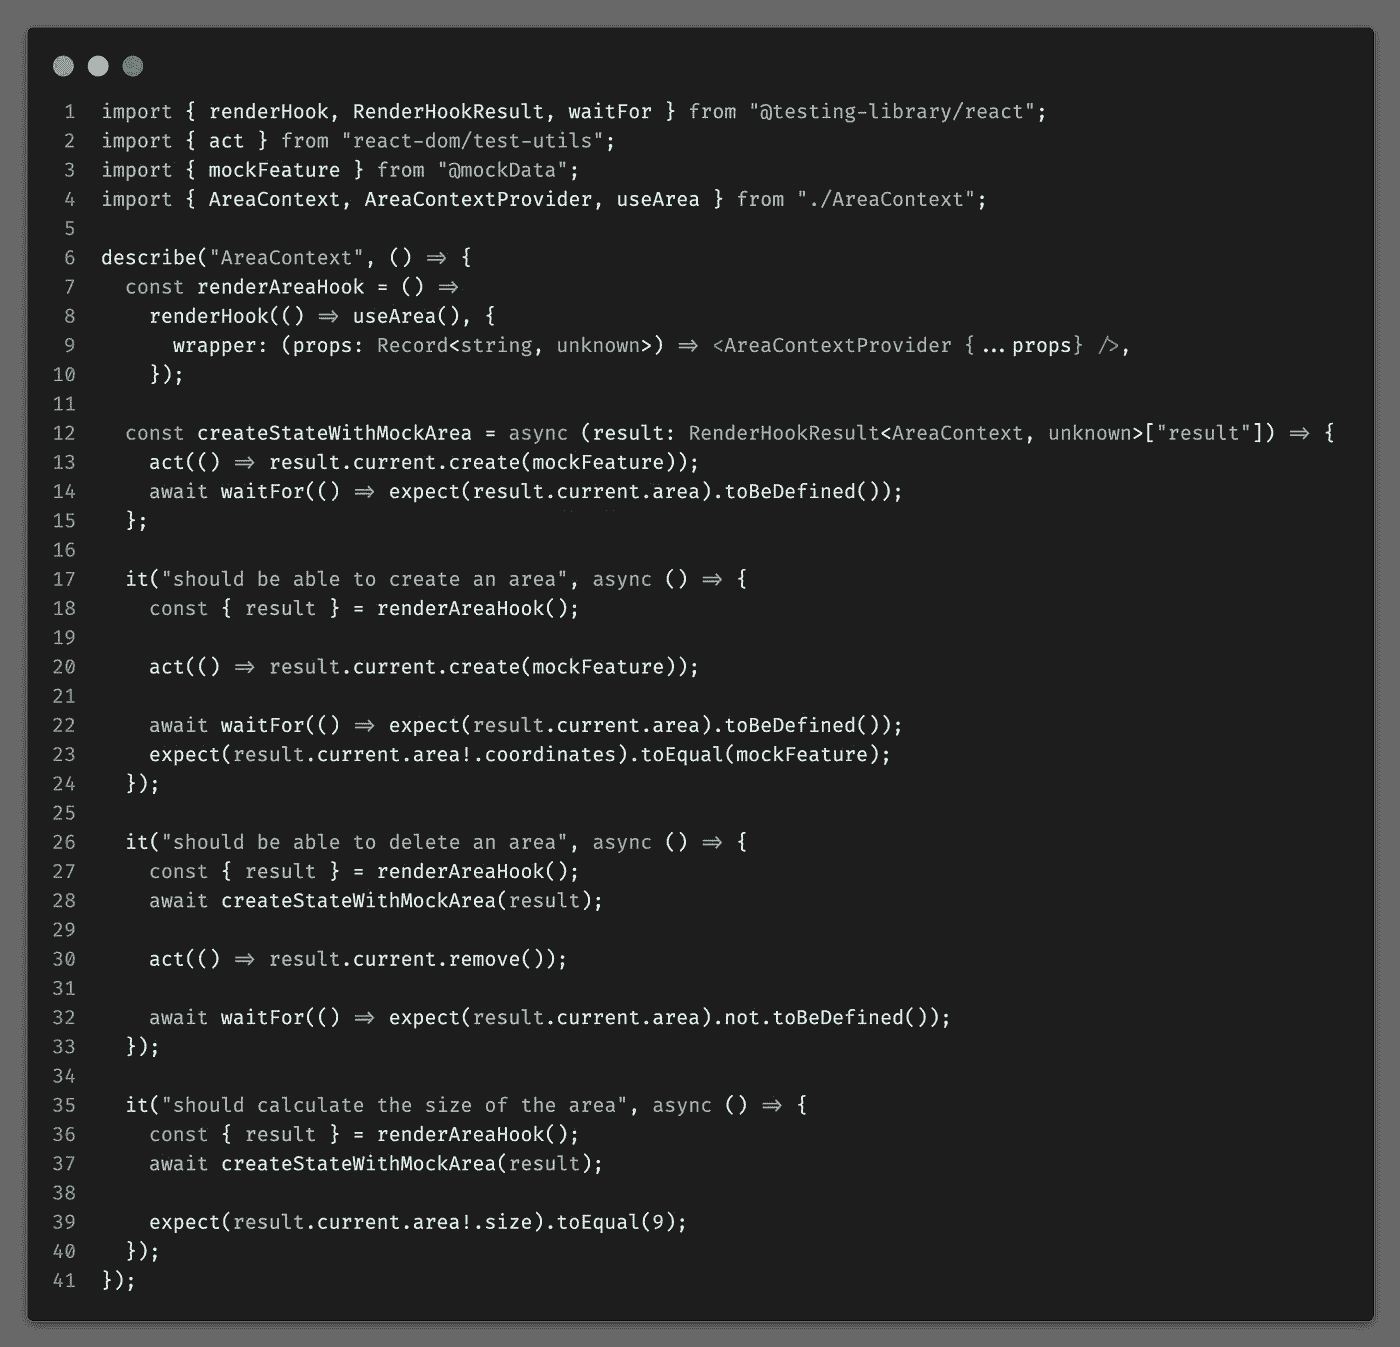 1 import { renderHook, RenderHookResult, waitFor } from "@testing-library/react";
2 import { act } from "react-dom/test-utils";
3 import { mockFeature } from "@mockData";
4 import { AreaContext, AreaContextProvider, useArea } from "./AreaContext";
5
6 describe("AreaContext", () => {
7   const renderAreaHook = () =>
8     renderHook(() => useArea(), {
9       wrapper: (props: Record<string, unknown>) => <AreaContextProvider {...props} />,
10     });
11
12   const createStateWithMockArea = async (result: RenderHookResult<AreaContext, unknown>["result"]) => {
13     act(() => result.current.create(mockFeature));
14     await waitFor(() => expect(result.current.area).toBeDefined());
15   };
16
17   it("should be able to create an area", async () => {
18     const { result } = renderAreaHook();
19
20     act(() => result.current.create(mockFeature));
21
22     await waitFor(() => expect(result.current.area).toBeDefined());
23     expect(result.current.area!.coordinates).toEqual(mockFeature);
24   });
25
26   it("should be able to delete an area", async () => {
27     const { result } = renderAreaHook();
28     await createStateWithMockArea(result);
29
30     act(() => result.current.remove());
31
32     await waitFor(() => expect(result.current.area).not.toBeDefined());
33   });
34
35   it("should calculate the size of the area", async () => {
36     const { result } = renderAreaHook();
37     await createStateWithMockArea(result);
38
39     expect(result.current.area!.size).toEqual(9);
40   });
41 });